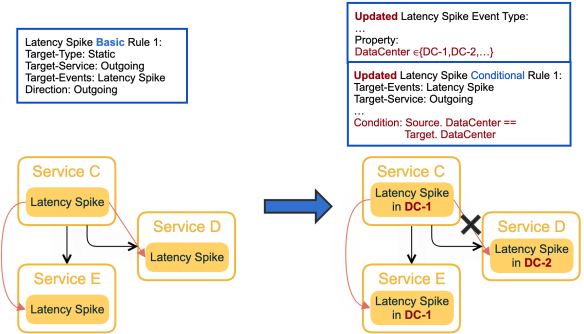 Latency Spike Basic Rule 1:
Target-Type: Static
Target-Service: Outgoing
Target-Events: Latency Spike
Direction: Outgoing
Updated Latency Spike Event Type:
...
Property:
DataCenter ∈{DC-1,DC-2,...}
Updated Latency Spike Conditional Rule 1:
Target-Events: Latency Spike
Target-Service: Outgoing
...
Condition: Source. DataCenter ==
Target. DataCenter
Service C
Latency Spike
Service D
Latency Spike
Service E
Latency Spike
Service C
Latency Spike
in DC-1
Service D
Latency Spike
in DC-2
Service E
Latency Spike
in DC-1